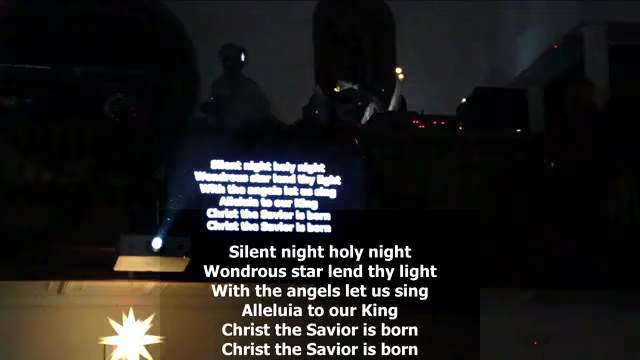 Silent night holy night
Wondrous star lend thy light
With the angels let us sing
Alleluia to our King
Christ the Savior is born
Christ the Savior is born
Silent night holy night
Wondrous star lend thy light
With the angels let us sing
Alleluia to our King
Christ the Savior is born
Christ the Savior is born